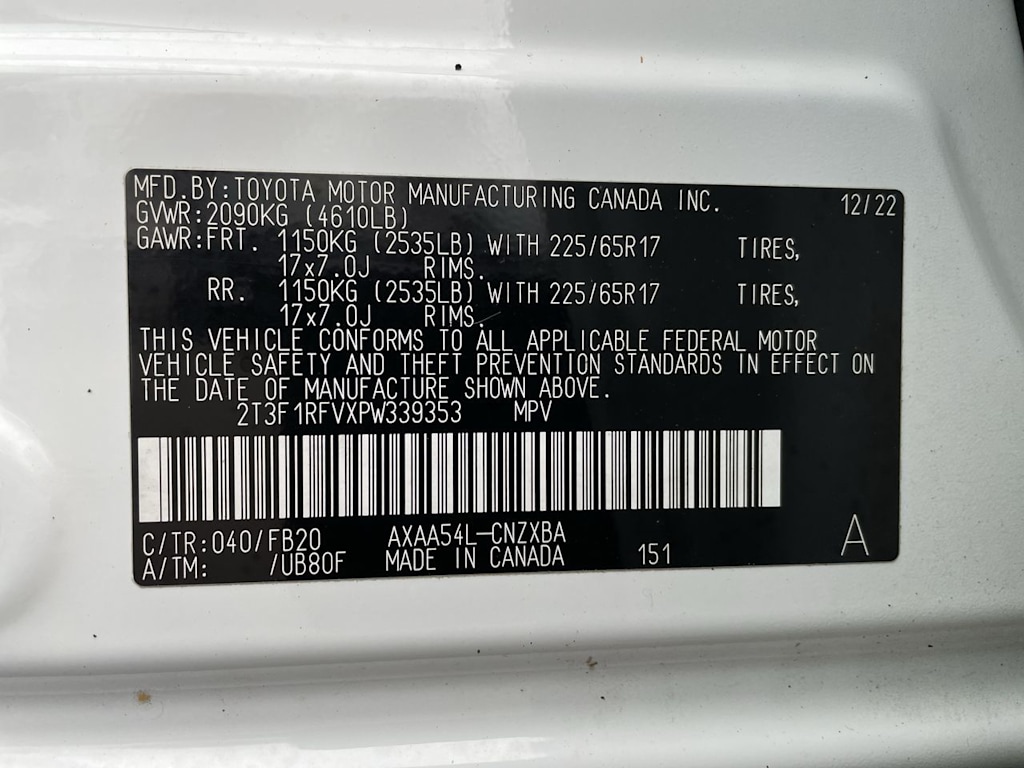 MFD.BY:TOYOTA MOTOR MANUFACTURING CANADA INC. 12/22
GVWR:2090KG (4610LB)
GAWR:FRT. 1150KG (2535LB) WITH 225/65R17 TIRES,
17x7.0J RIMS.
RR. 1150KG (2535LB) WITH 225/65R17 TIRES,
17x7.0J RIMS.
THIS VEHICLE CONFORMS TO ALL APPLICABLE FEDERAL MOTOR
VEHICLE SAFETY AND THEFT PREVENTION STANDARDS IN EFFECT ON
THE DATE OF MANUFACTURE SHOWN ABOVE.
2T3F1RFVXPW339353 MPV
C/TR:040/FB20 AXAA54L-CNZXBA
A/TM: /UB80F MADE IN CANADA 151 A